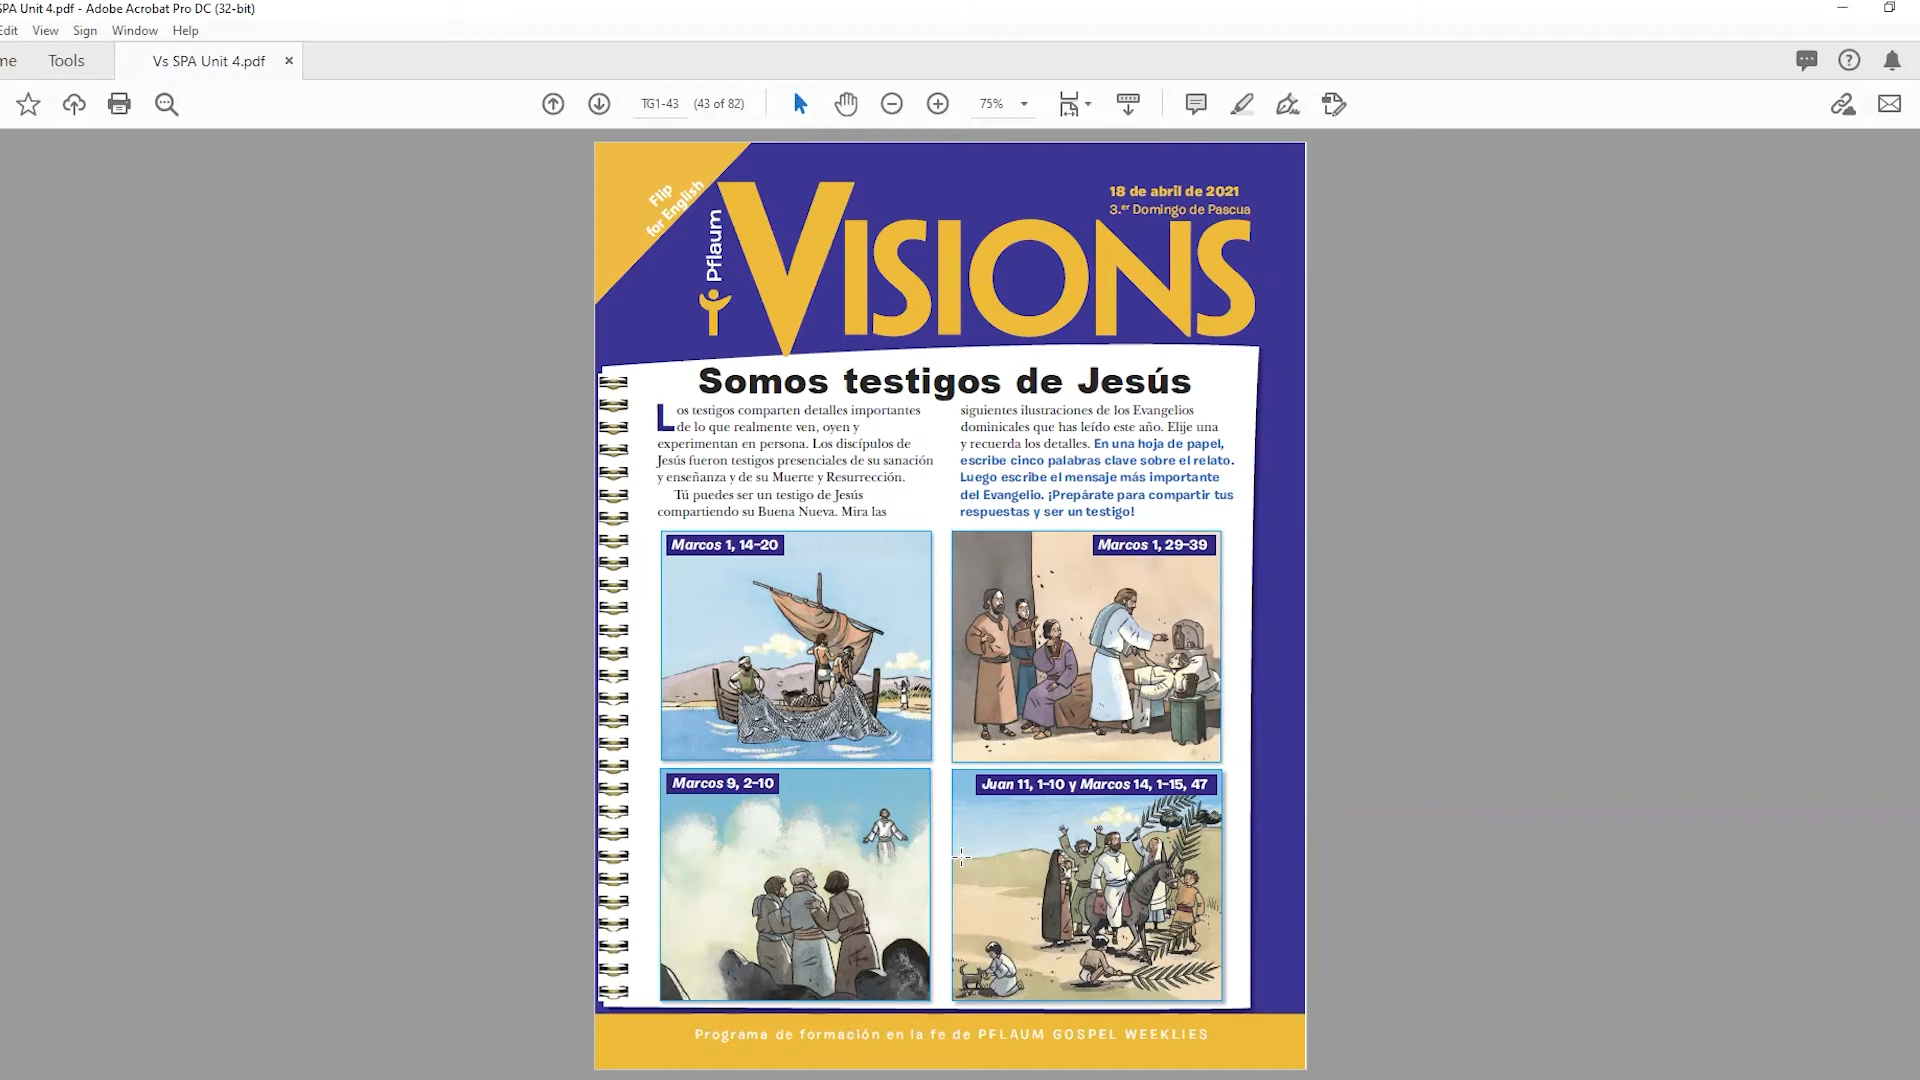 SPA Unit 4.pdf - Adobe Acrobat Pro DC (32-bit)
Edit View Sign Window Help
Tools
Vs SPA Unit 4.pdf ×
TG1-43 (43 of 82)
75%
Flip
for English
Pflaum
VISIONS
18 de abril de 2021
3.er Domingo de Pascua
Somos testigos de Jesús
Los testigos comparten detalles importantes
de lo que realmente ven, oyen y
experimentan en persona. Los discípulos de
Jesús fueron testigos presenciales de su sanación
y enseñanza y de su Muerte y Resurrección.
Tú puedes ser un testigo de Jesús
compartiendo su Buena Nueva. Mira las
siguientes ilustraciones de los Evangelios
dominicales que has leído este año. Elije una
y recuerda los detalles. En una hoja de papel,
escribe cinco palabras clave sobre el relato.
Luego escribe el mensaje más importante
del Evangelio. ¡Prepárate para compartir tus
respuestas y ser un testigo!
Marcos 1, 14–20
Marcos 1, 29–39
Marcos 9, 2–10
Juan 11, 1–10 y Marcos 14, 1–15, 47
Programa de formación en la fe de PFLAUM GOSPEL WEEKLIES